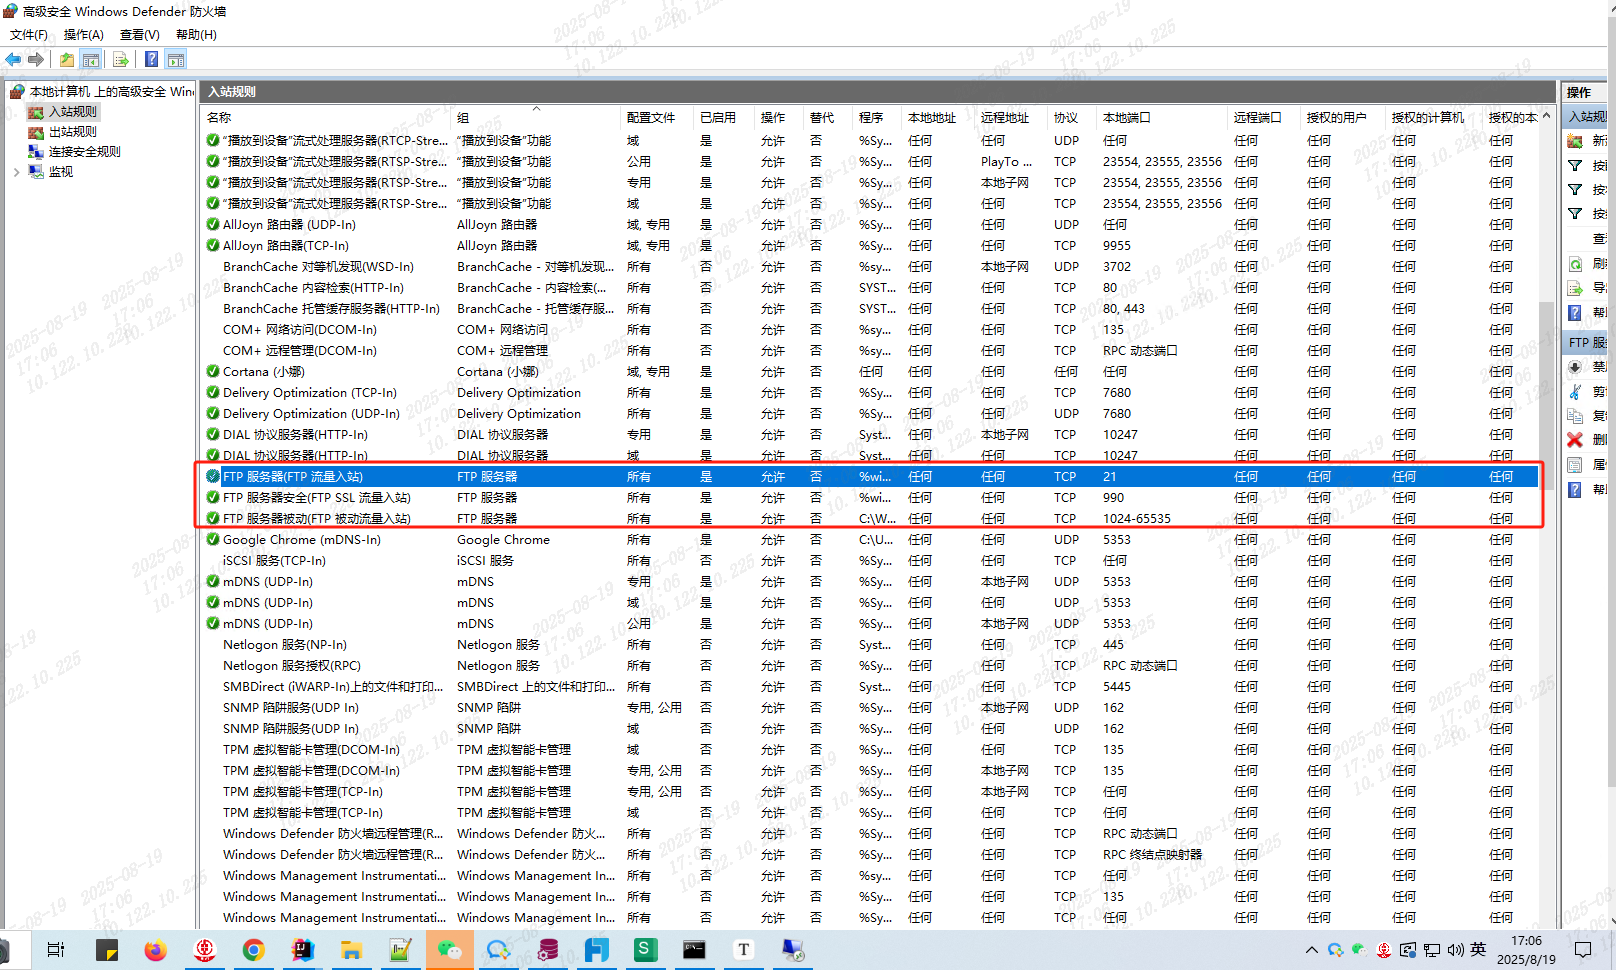 高级安全 Windows Defender 防火墙
文件(F) 操作(A) 查看(V) 帮助(H)
本地计算机 上的高级安全 Win
入站规则
出站规则
连接安全规则
监视
入站规则
名称 组 配置文件 已启用 操作 替代 程序 本地地址 远程地址 协议 本地端口 远程端口 授权的用户 授权的计算机 授权的本
“播放到设备”流式处理服务器(RTCP-Stre... “播放到设备”功能 域 是 允许 否 %Sy... 任何 任何 UDP 任何 任何 任何 任何 任何
“播放到设备”流式处理服务器(RTSP-Stre... “播放到设备”功能 公用 是 允许 否 %Sy... 任何 PlayTo ... TCP 23554, 23555, 23556 任何 任何 任何 任何
“播放到设备”流式处理服务器(RTSP-Stre... “播放到设备”功能 专用 是 允许 否 %Sy... 任何 本地子网 TCP 23554, 23555, 23556 任何 任何 任何 任何
“播放到设备”流式处理服务器(RTSP-Stre... “播放到设备”功能 域 是 允许 否 %Sy... 任何 任何 TCP 23554, 23555, 23556 任何 任何 任何 任何
AllJoyn 路由器 (UDP-In) AllJoyn 路由器 域, 专用 是 允许 否 %Sy... 任何 任何 UDP 任何 任何 任何 任何 任何
AllJoyn 路由器(TCP-In) AllJoyn 路由器 域, 专用 是 允许 否 %Sy... 任何 任何 TCP 9955 任何 任何 任何 任何
BranchCache 对等机发现(WSD-In) BranchCache - 对等机发现... 所有 否 允许 否 %sy... 任何 本地子网 UDP 3702 任何 任何 任何 任何
BranchCache 内容检索(HTTP-In) BranchCache - 内容检索(... 所有 否 允许 否 SYST... 任何 任何 TCP 80 任何 任何 任何 任何
BranchCache 托管缓存服务器(HTTP-In) BranchCache - 托管缓存服... 所有 否 允许 否 SYST... 任何 任何 TCP 80, 443 任何 任何 任何 任何
COM+ 网络访问(DCOM-In) COM+ 网络访问 所有 否 允许 否 %sy... 任何 任何 TCP 135 任何 任何 任何 任何
COM+ 远程管理(DCOM-In) COM+ 远程管理 所有 否 允许 否 %sy... 任何 任何 TCP RPC 动态端口 任何 任何 任何 任何
Cortana (小娜) Cortana (小娜) 域, 专用 是 允许 否 任何 任何 任何 任何 任何 任何 任何 任何 任何
Delivery Optimization (TCP-In) Delivery Optimization 所有 是 允许 否 %Sy... 任何 任何 TCP 7680 任何 任何 任何 任何
Delivery Optimization (UDP-In) Delivery Optimization 所有 是 允许 否 %Sy... 任何 任何 UDP 7680 任何 任何 任何 任何
DIAL 协议服务器(HTTP-In) DIAL 协议服务器 专用 是 允许 否 Syst... 任何 本地子网 TCP 10247 任何 任何 任何 任何
DIAL 协议服务器(HTTP-In) DIAL 协议服务器 域 是 允许 否 Syst... 任何 任何 TCP 10247 任何 任何 任何 任何
FTP 服务器(FTP 流量入站) FTP 服务器 所有 是 允许 否 %wi... 任何 任何 TCP 21 任何 任何 任何 任何
FTP 服务器安全(FTP SSL 流量入站) FTP 服务器 所有 是 允许 否 %wi... 任何 任何 TCP 990 任何 任何 任何 任何
FTP 服务器被动(FTP 被动流量入站) FTP 服务器 所有 是 允许 否 C:\W... 任何 任何 TCP 1024-65535 任何 任何 任何 任何
Google Chrome (mDNS-In) Google Chrome 所有 是 允许 否 C:\U... 任何 任何 UDP 5353 任何 任何 任何 任何
iSCSI 服务(TCP-In) iSCSI 服务 所有 否 允许 否 %Sy... 任何 任何 TCP 任何 任何 任何 任何 任何
mDNS (UDP-In) mDNS 专用 是 允许 否 %Sy... 任何 本地子网 UDP 5353 任何 任何 任何 任何
mDNS (UDP-In) mDNS 域 是 允许 否 %Sy... 任何 任何 UDP 5353 任何 任何 任何 任何
mDNS (UDP-In) mDNS 公用 是 允许 否 %Sy... 任何 本地子网 UDP 5353 任何 任何 任何 任何
Netlogon 服务(NP-In) Netlogon 服务 所有 否 允许 否 Syst... 任何 任何 TCP 445 任何 任何 任何 任何
Netlogon 服务授权(RPC) Netlogon 服务 所有 否 允许 否 %Sy... 任何 任何 TCP RPC 动态端口 任何 任何 任何 任何
SMBDirect (iWARP-In)上的文件和打印... SMBDirect 上的文件和打印... 所有 否 允许 否 Syst... 任何 任何 TCP 5445 任何 任何 任何 任何
SNMP 陷阱服务(UDP In) SNMP 陷阱 专用, 公用 否 允许 否 %Sy... 任何 本地子网 UDP 162 任何 任何 任何 任何
SNMP 陷阱服务(UDP In) SNMP 陷阱 域 否 允许 否 %Sy... 任何 任何 UDP 162 任何 任何 任何 任何
TPM 虚拟智能卡管理(DCOM-In) TPM 虚拟智能卡管理 域 否 允许 否 %Sy... 任何 任何 TCP 135 任何 任何 任何 任何
TPM 虚拟智能卡管理(DCOM-In) TPM 虚拟智能卡管理 专用, 公用 否 允许 否 %Sy... 任何 本地子网 TCP 135 任何 任何 任何 任何
TPM 虚拟智能卡管理(TCP-In) TPM 虚拟智能卡管理 专用, 公用 否 允许 否 %Sy... 任何 本地子网 TCP 任何 任何 任何 任何 任何
TPM 虚拟智能卡管理(TCP-In) TPM 虚拟智能卡管理 域 否 允许 否 %Sy... 任何 任何 TCP 任何 任何 任何 任何 任何
Windows Defender 防火墙远程管理(R... Windows Defender 防火... 所有 否 允许 否 %Sy... 任何 任何 TCP RPC 动态端口 任何 任何 任何 任何
Windows Defender 防火墙远程管理(R... Windows Defender 防火... 所有 否 允许 否 %Sy... 任何 任何 TCP RPC 终结点映射器 任何 任何 任何 任何
Windows Management Instrumentati... Windows Management In... 所有 否 允许 否 %Sy... 任何 任何 TCP 任何 任何 任何 任何 任何
Windows Management Instrumentati... Windows Management In... 所有 否 允许 否 %Sy... 任何 任何 TCP 135 任何 任何 任何 任何
Windows Management Instrumentati... Windows Management In... 所有 否 允许 否 %Sy... 任何 任何 TCP 任何 任何 任何 任何 任何
操作
入站规
FTP 服
英
17:06
2025/8/19
2025-08-19
17:06
10.122.10.225